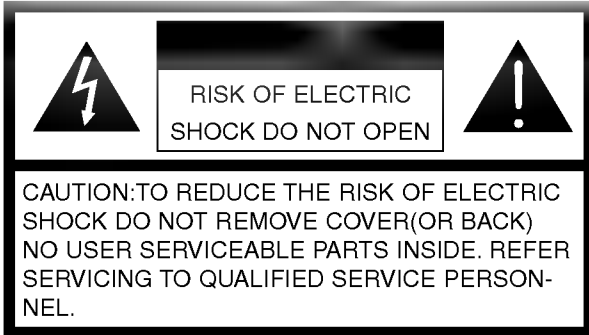 RISK OF ELECTRIC
SHOCK DO NOT OPEN
CAUTION:TO REDUCE THE RISK OF ELECTRIC
SHOCK DO NOT REMOVE COVER(OR BACK)
NO USER SERVICEABLE PARTS INSIDE. REFER
SERVICING TO QUALIFIED SERVICE PERSON-
NEL.